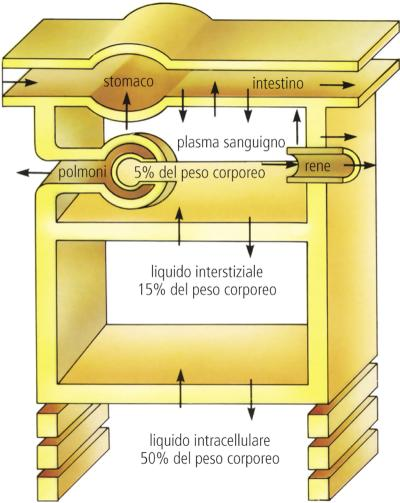 stomaco
intestino
plasma sanguigno
polmoni
5% del peso corporeo
rene
liquido interstiziale
15% del peso corporeo
liquido intracellulare
50% del peso corporeo